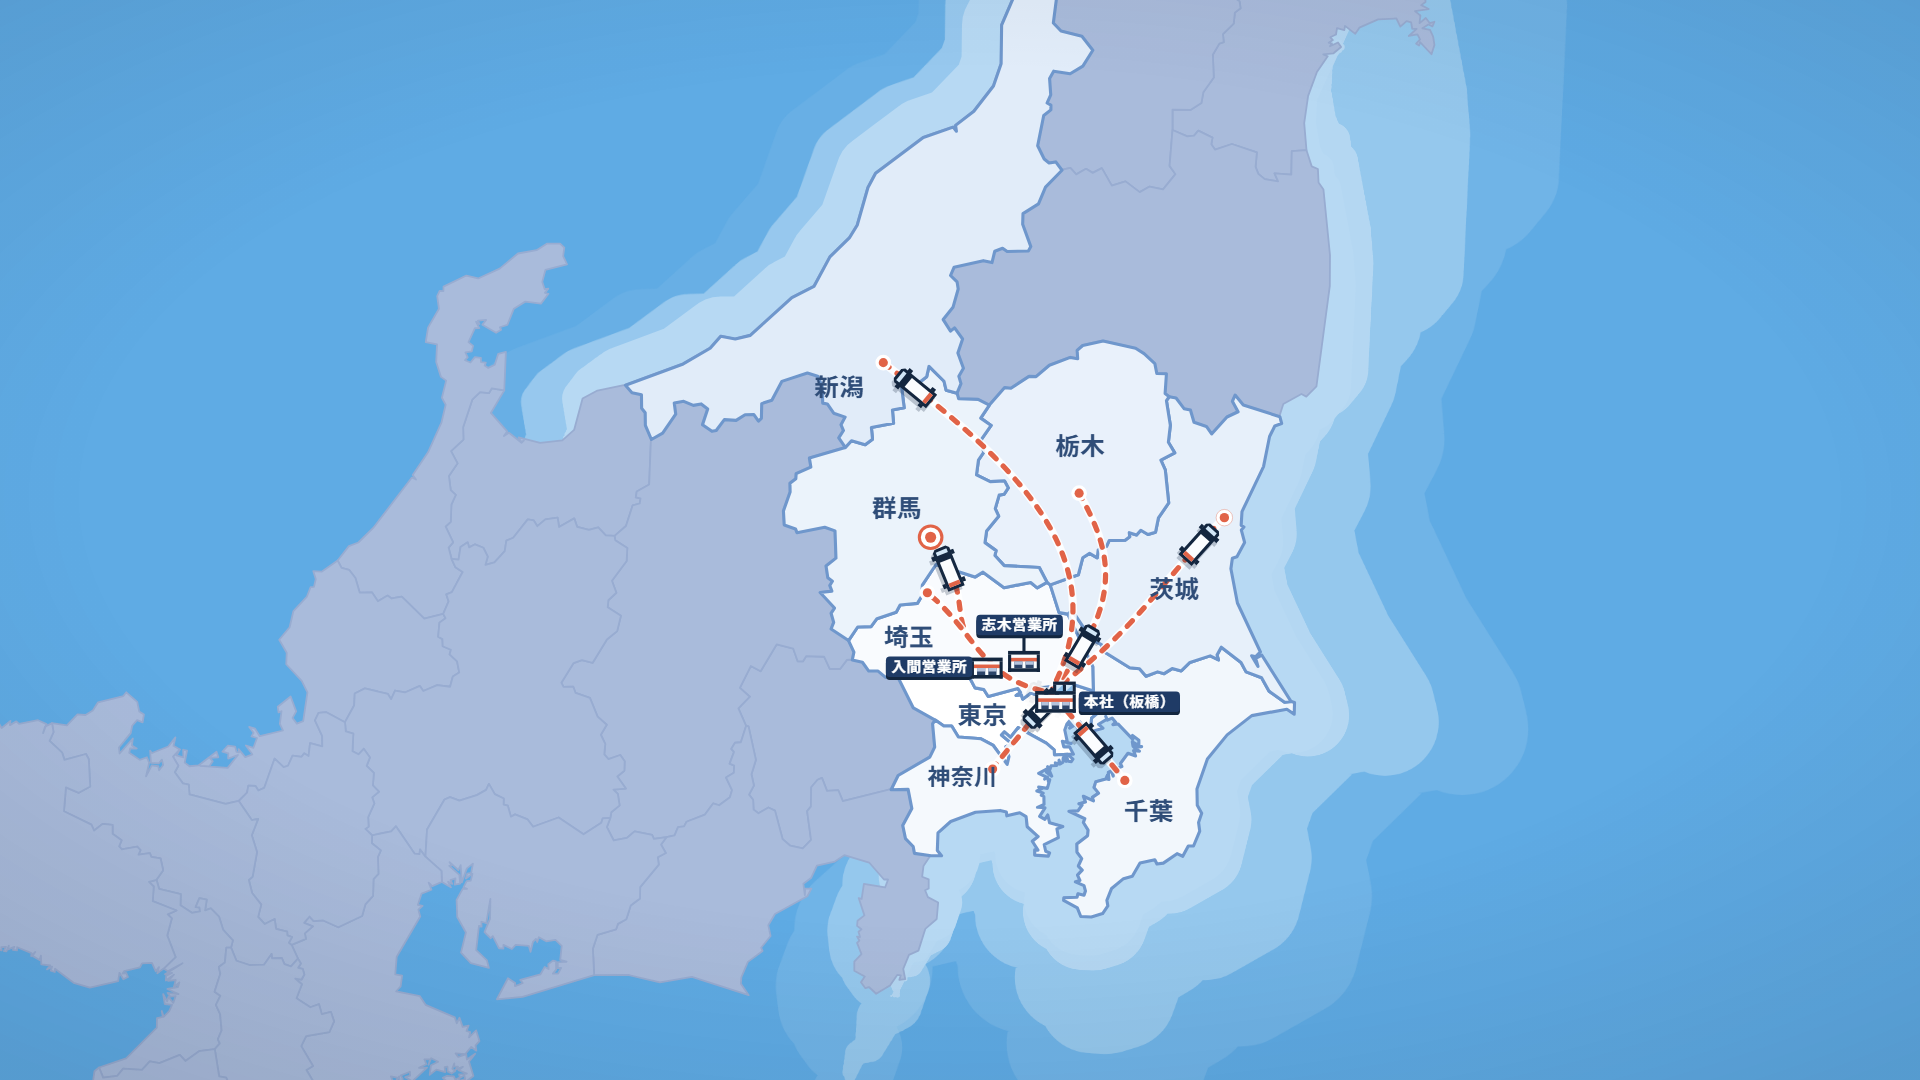 新潟
栃木
群馬
茨城
志木営業所
埼玉
入間営業所
本社（板橋）
東京
神奈川
千葉